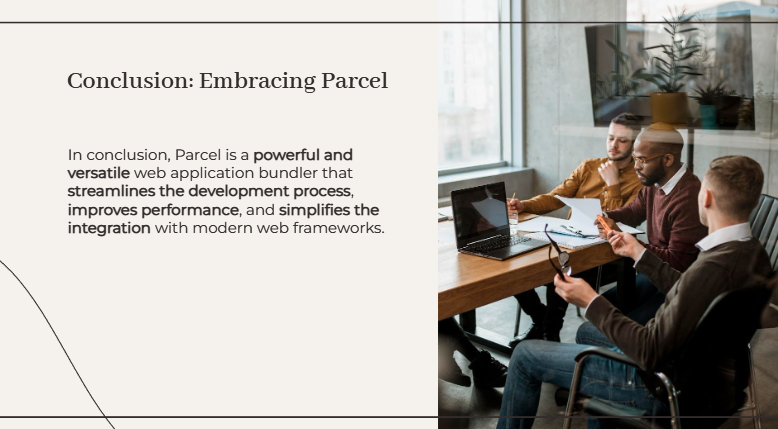 Conclusion: Embracing Parcel
In conclusion, Parcel is a powerful and
versatile web application bundler that
streamlines the development process,
improves performance, and simplifies the
integration with modern web frameworks.